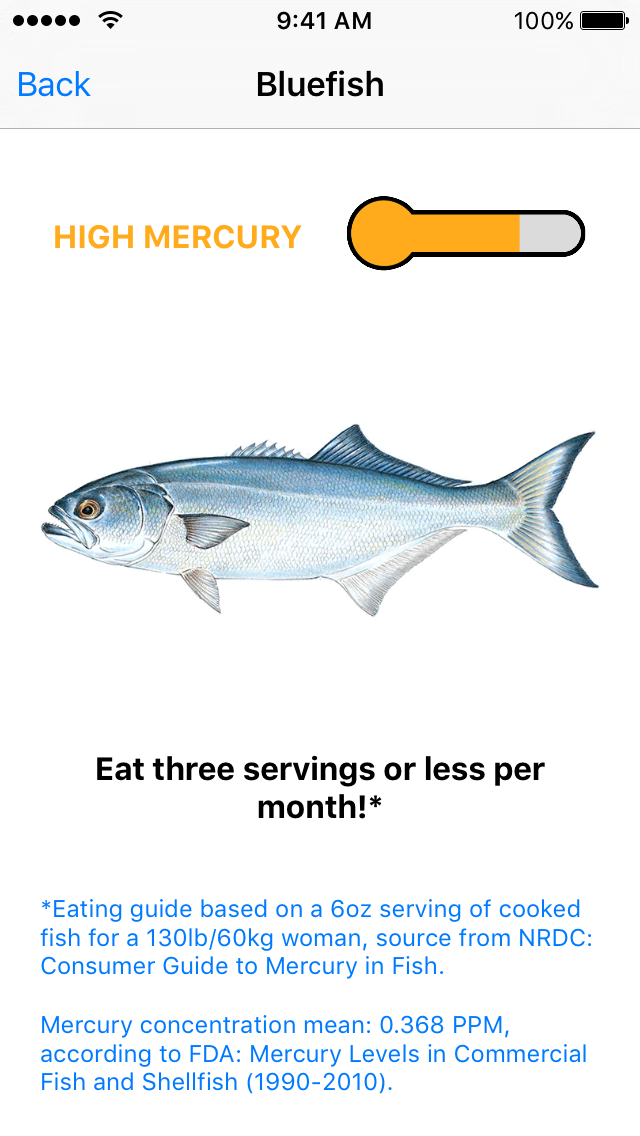 9:41 AM
100%
Back
Bluefish
HIGH MERCURY
Eat three servings or less per
month!*
*Eating guide based on a 6oz serving of cooked
fish for a 130lb/60kg woman, source from NRDC:
Consumer Guide to Mercury in Fish.
Mercury concentration mean: 0.368 PPM,
according to FDA: Mercury Levels in Commercial
Fish and Shellfish (1990-2010).